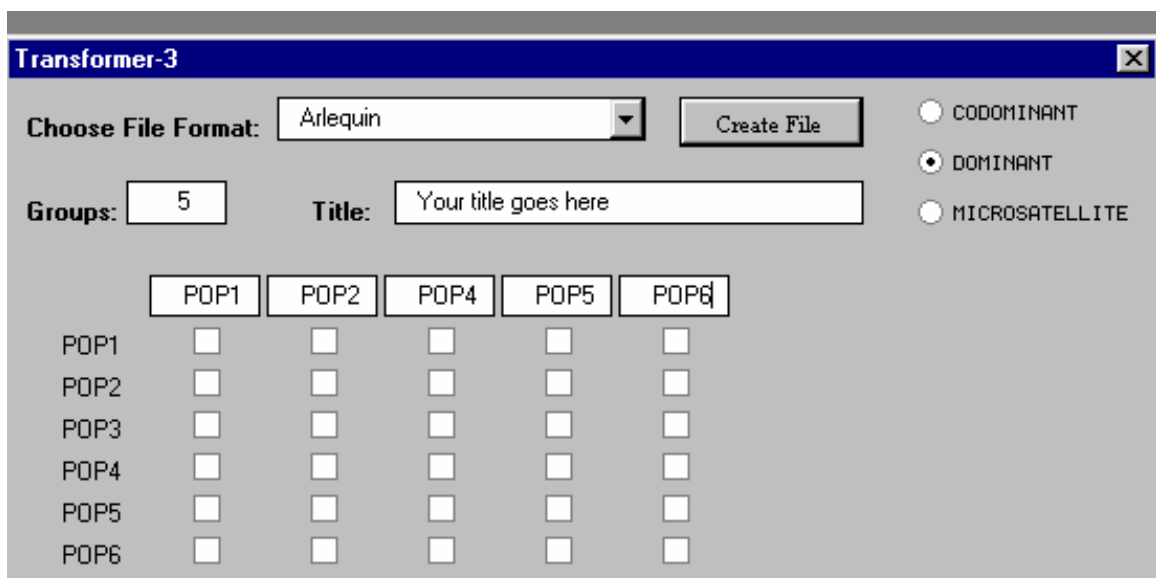 Transformer-3
Choose File Format: Arlequin Create File
CODOMINANT
DOMINANT
Groups: 5 Title: Your title goes here
MICROSATELLITE
POP1 POP2 POP4 POP5 POP6
POP1
POP2
POP3
POP4
POP5
POP6